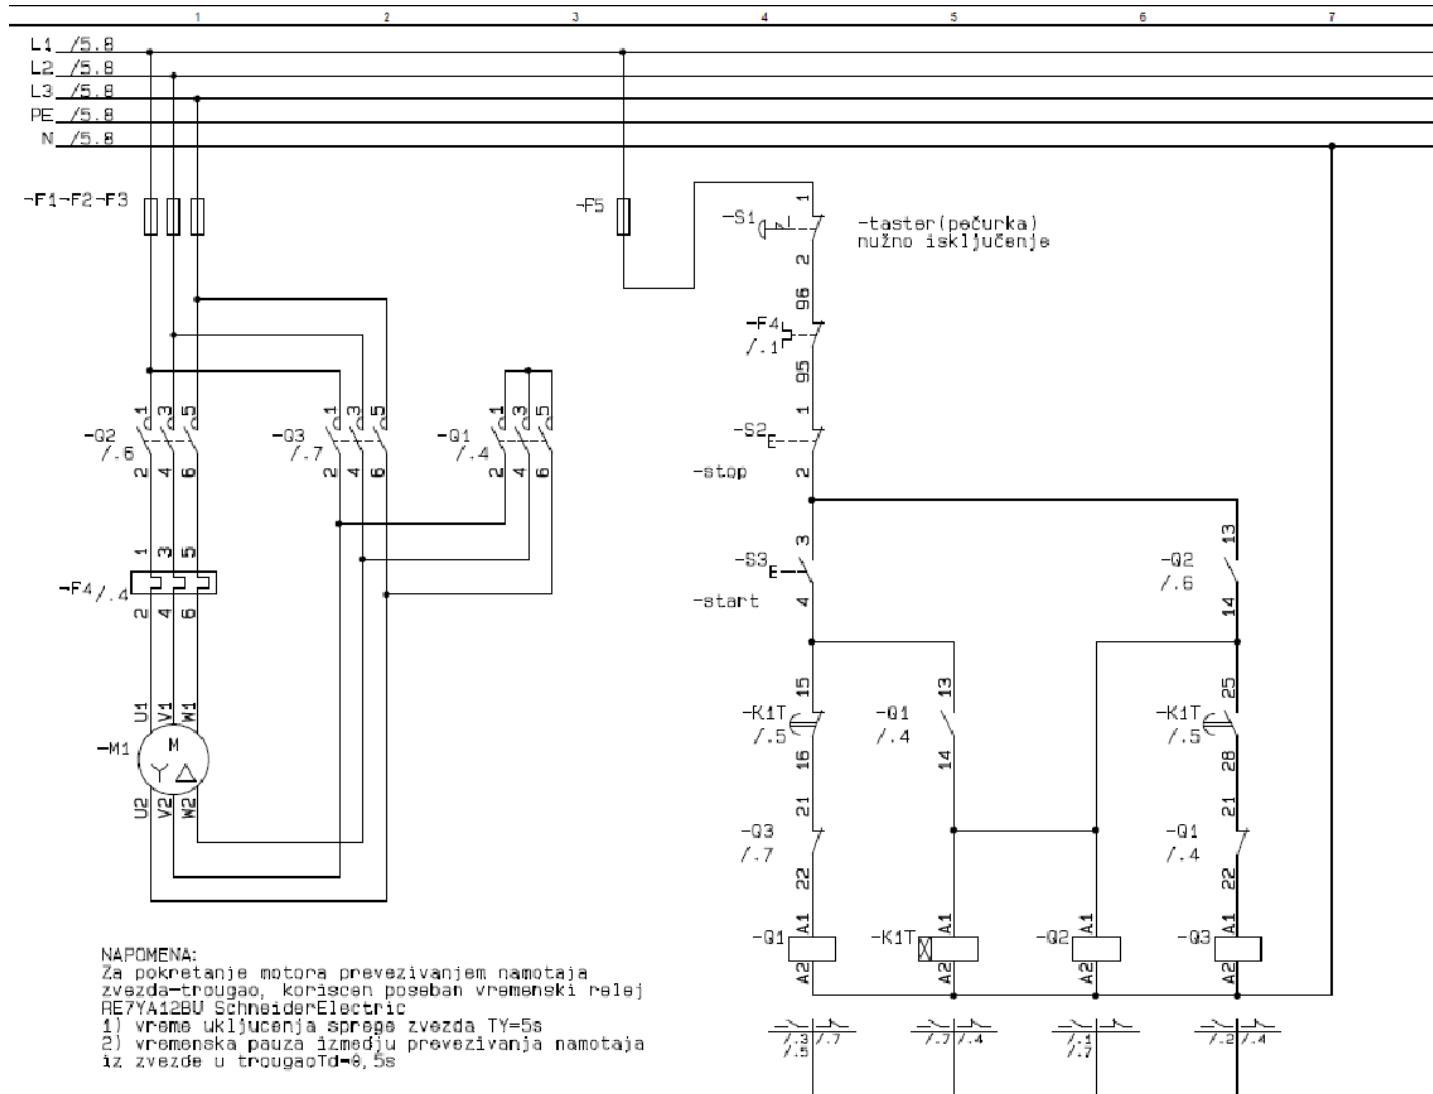 1 2 3 4 5 6 7
L1 /5.8
L2 /5.8
L3 /5.8
PE /5.8
N /5.8
¬F1¬F2¬F3
¬F5
-S1
1
2
-taster(pečurka)
nužno isključenje
96
-F4
/.1
95
1
-S2
2
-stop
-Q2
/.6
1 3 5
2 4 6
-Q3
/.7
1 3 5
2 4 6
-Q1
/.4
1 3 5
2 4 6
3
-S3
4
-start
13
-Q2
/.6
14
1 3 5
¬F4/.4
2 4 6
U1 V1 W1
-M1
M
U2 V2 W2
15
-K1T
/.5
16
13
-Q1
/.4
14
25
-K1T
/.5
28
21
-Q3
/.7
22
21
-Q1
/.4
22
A1
-Q1
A2
A1
-K1T
A2
A1
-Q2
A2
A1
-Q3
A2
/.3 /.7
/.5
/.7 /.4
/.1
/.7
/.2 /.4
NAPOMENA:
Za pokretanje motora prevezivanjem namotaja
zvezda-trougao, koriscen poseban vremenski relej
RE7YA12BU SchneiderElectric
1) vreme ukljucenja sprege zvezda TY=5s
2) vremenska pauza izmedju prevezivanja namotaja
iz zvezde u trougaoTd=0,5s